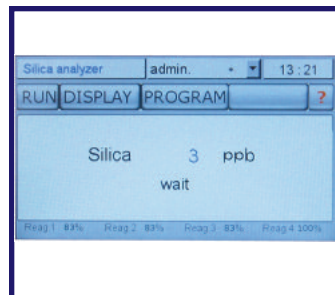 Silica analyzer admin. 13:21
RUN DISPLAY PROGRAM ?
Silica 3 ppb
wait
Reag 1 83% Reag 2 83% Reag 3 83% Reag 4 100%